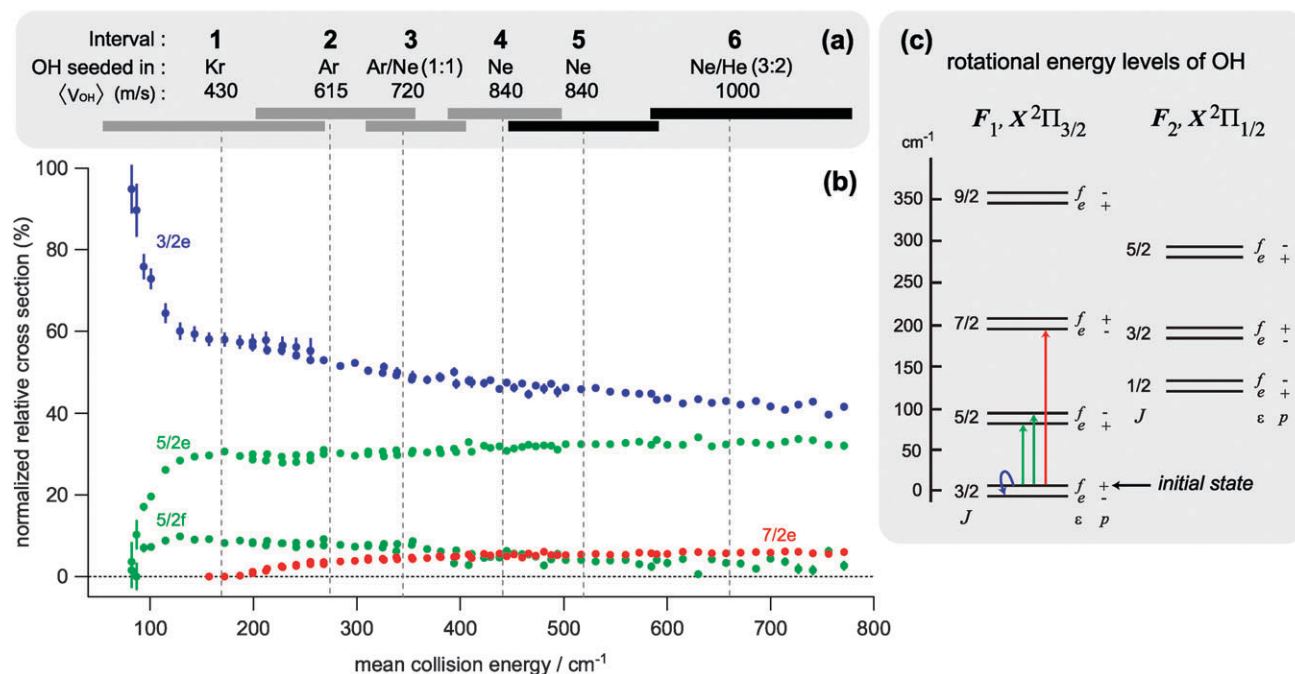 Interval : 1 2 3 4 5 6 (a)
OH seeded in : Kr Ar Ar/Ne (1:1) Ne Ne Ne/He (3:2)
⟨VOH⟩ (m/s) : 430 615 720 840 840 1000
(b)
normalized relative cross section (%)
100
80
60
40
20
0
3/2e
5/2e
5/2f
7/2e
100 200 300 400 500 600 700 800
mean collision energy / cm⁻¹
(c)
rotational energy levels of OH
F₁, X²Π₃/₂ F₂, X²Π₁/₂
cm⁻¹
350
300
250
200
150
100
50
0
9/2 f -
e +
7/2 f +
e -
5/2 f -
e +
3/2 f +
e -
J ε p
initial state
5/2 f -
e +
3/2 f +
e -
1/2 f -
e +
J ε p